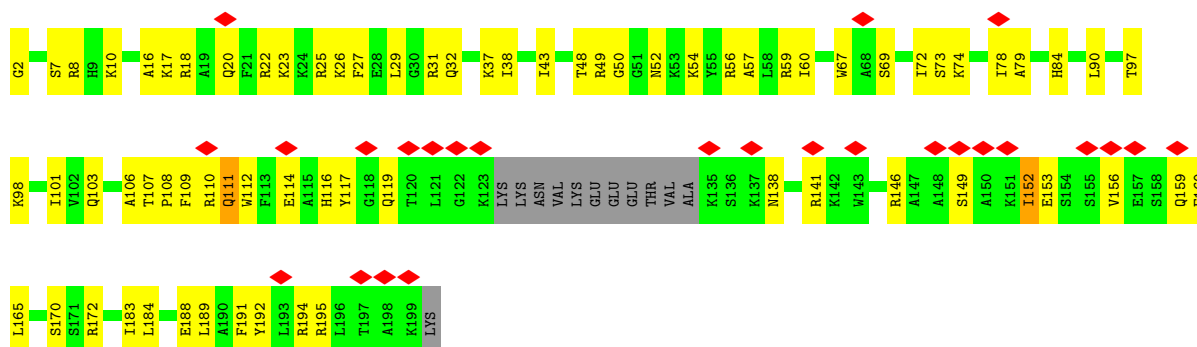 G2 S7 R8 H9 K10 A16 K17 R18 A19 Q20 F21 R22 K23 K24 R25 K26 F27 E28 L29 G30 R31 Q32 K37 I38 I43 T48 R49 G50 G51 N52 K53 K54 Y55 R56 A57 L58 R59 I60 W67 A68 S69 I72 S73 K74 I78 A79 H84 L90 T97
K98 I101 V102 Q103 A106 T107 P108 F109 R110 Q111 W112 F113 E114 A115 H116 Y117 G118 Q119 T120 L121 G122 K123 LYS LYS ASN VAL LYS GLU GLU GLU THR VAL ALA K135 S136 K137 N138 R141 K142 W143 R146 A147 A148 S149 A150 K151 I152 E153 S154 S155 V156 E157 S158 Q159
L165 S170 S171 R172 I183 L184 E188 L189 A190 F191 Y192 L193 R194 R195 L196 T197 A198 K199 LYS